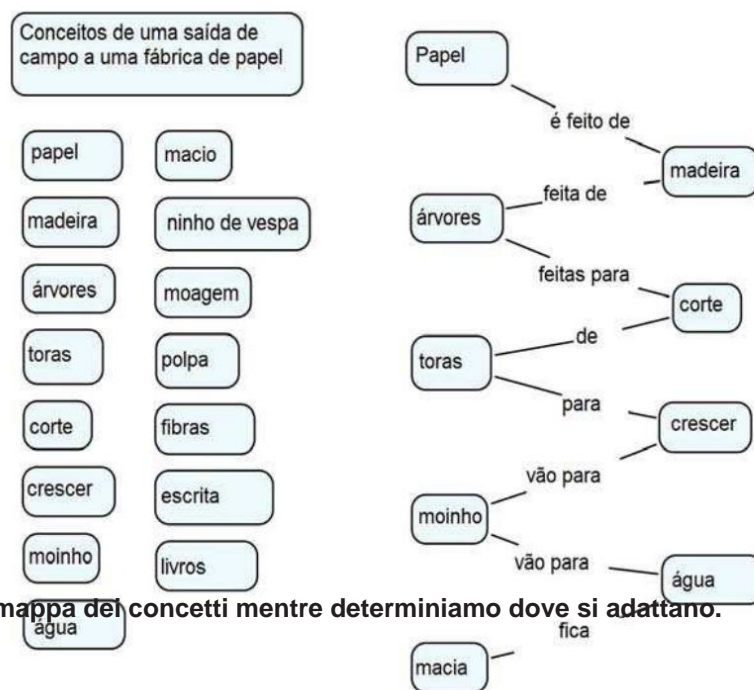 Conceitos de uma saída de
campo a uma fábrica de papel
papel
macio
madeira
ninho de vespa
árvores
moagem
toras
polpa
corte
fibras
crescer
escrita
moinho
livros
água
Papel
é feito de
madeira
feita de
árvores
feitas para
corte
de
toras
para
crescer
vão para
moinho
vão para
água
fica
macia
mappa dei concetti mentre determiniamo dove si adattano.